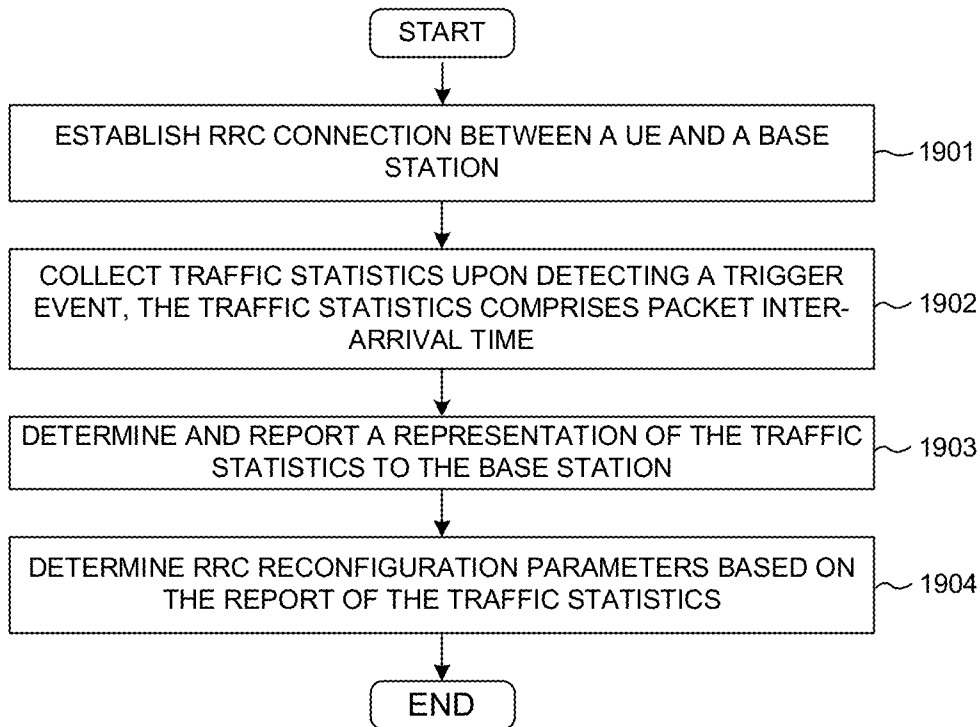 START
ESTABLISH RRC CONNECTION BETWEEN A UE AND A BASE
STATION
1901
COLLECT TRAFFIC STATISTICS UPON DETECTING A TRIGGER
EVENT, THE TRAFFIC STATISTICS COMPRISES PACKET INTER-
ARRIVAL TIME
1902
DETERMINE AND REPORT A REPRESENTATION OF THE TRAFFIC
STATISTICS TO THE BASE STATION
1903
DETERMINE RRC RECONFIGURATION PARAMETERS BASED ON
THE REPORT OF THE TRAFFIC STATISTICS
1904
END